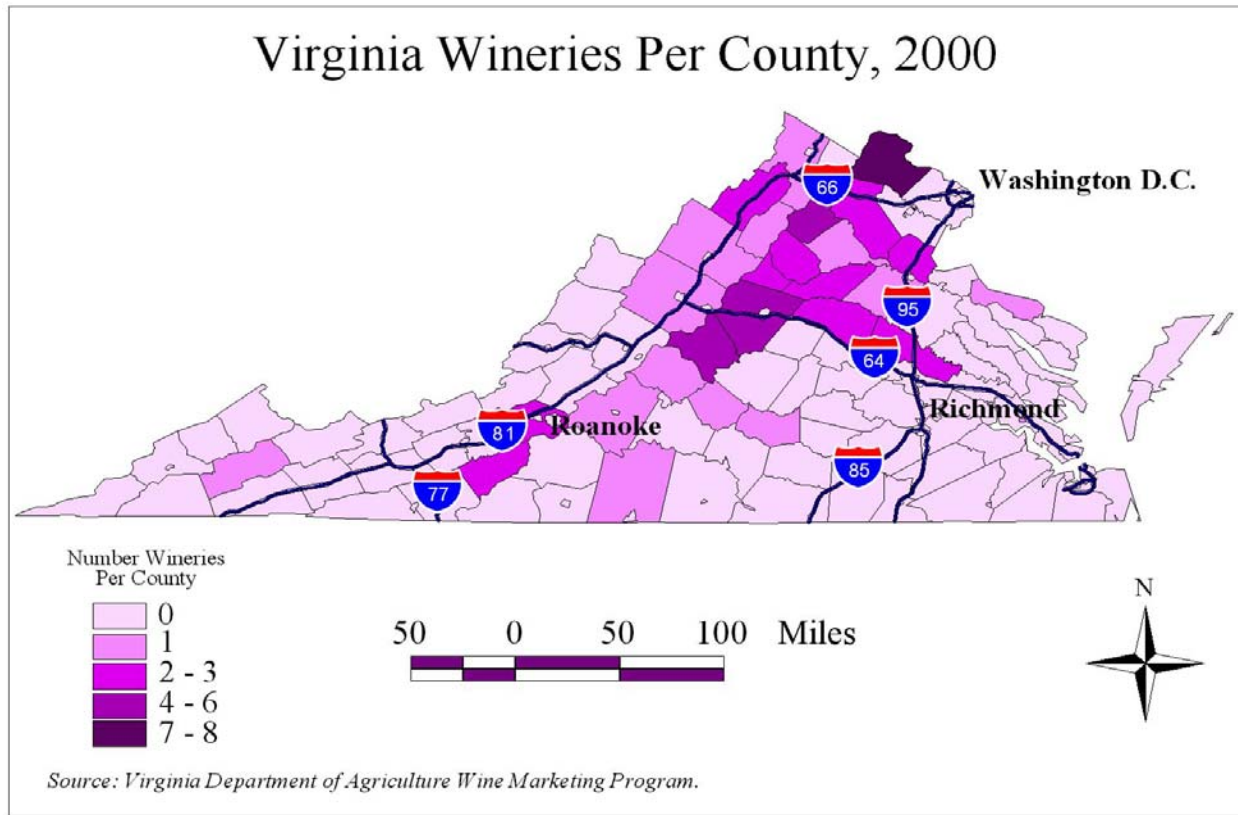 Virginia Wineries Per County, 2000
Washington D.C.
66
95
64
Richmond
Roanoke
81
85
77
Number Wineries
Per County
0
1
2 - 3
4 - 6
7 - 8
50 0 50 100 Miles
N
Source: Virginia Department of Agriculture Wine Marketing Program.